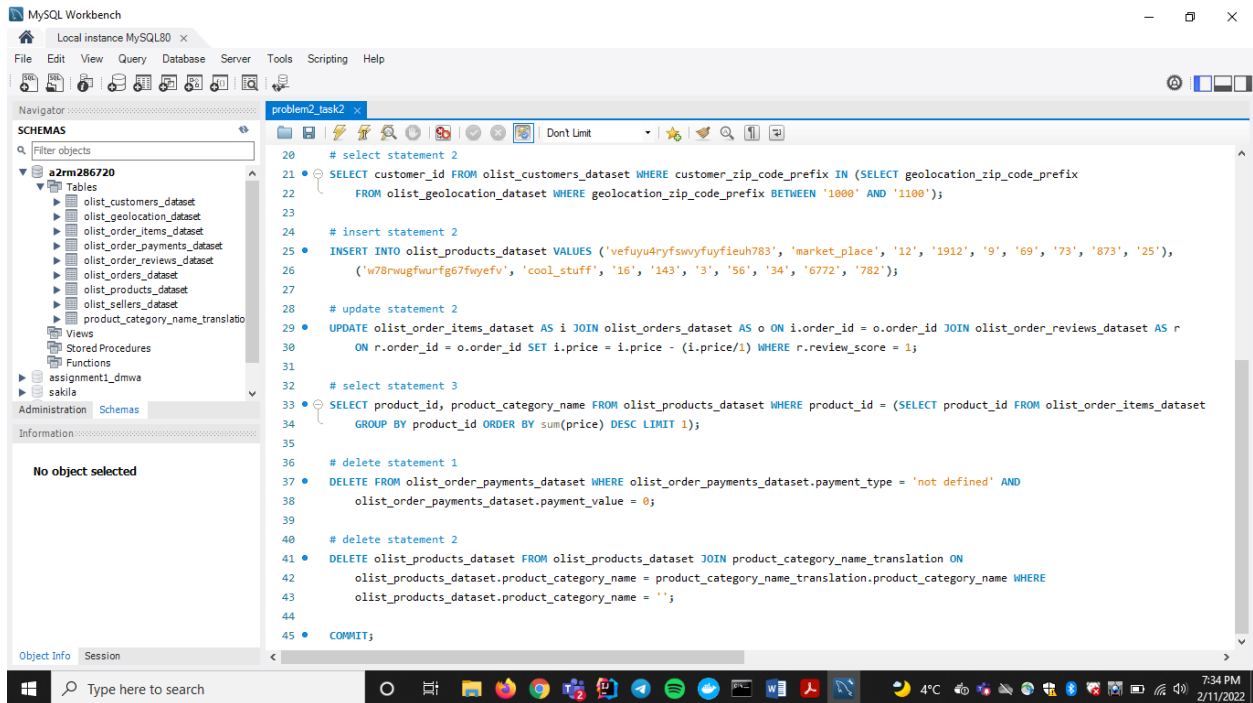 MySQL Workbench
Local instance MySQL80
File Edit View Query Database Server Tools Scripting Help
Navigator
problem2_task2
SCHEMAS
Don't Limit
Filter objects
a2rm286720
Tables
olist_customers_dataset
olist_geolocation_dataset
olist_order_items_dataset
olist_order_payments_dataset
olist_order_reviews_dataset
olist_orders_dataset
olist_products_dataset
olist_sellers_dataset
product_category_name_translatio
Views
Stored Procedures
Functions
assignment1_dmwa
sakila
Administration Schemas
Information
No object selected
Object Info Session
20 # select statement 2
21 SELECT customer_id FROM olist_customers_dataset WHERE customer_zip_code_prefix IN (SELECT geolocation_zip_code_prefix
22 FROM olist_geolocation_dataset WHERE geolocation_zip_code_prefix BETWEEN '1000' AND '1100');
23
24 # insert statement 2
25 INSERT INTO olist_products_dataset VALUES ('vefuyu4ryfswvyfuyfieuh783', 'market_place', '12', '1912', '9', '69', '73', '873', '25'),
26 ('w78rwugfwurfg67fwyefv', 'cool_stuff', '16', '143', '3', '56', '34', '6772', '782');
27
28 # update statement 2
29 UPDATE olist_order_items_dataset AS i JOIN olist_orders_dataset AS o ON i.order_id = o.order_id JOIN olist_order_reviews_dataset AS r
30 ON r.order_id = o.order_id SET i.price = i.price - (i.price/1) WHERE r.review_score = 1;
31
32 # select statement 3
33 SELECT product_id, product_category_name FROM olist_products_dataset WHERE product_id = (SELECT product_id FROM olist_order_items_dataset
34 GROUP BY product_id ORDER BY sum(price) DESC LIMIT 1);
35
36 # delete statement 1
37 DELETE FROM olist_order_payments_dataset WHERE olist_order_payments_dataset.payment_type = 'not defined' AND
38 olist_order_payments_dataset.payment_value = 0;
39
40 # delete statement 2
41 DELETE olist_products_dataset FROM olist_products_dataset JOIN product_category_name_translation ON
42 olist_products_dataset.product_category_name = product_category_name_translation.product_category_name WHERE
43 olist_products_dataset.product_category_name = '';
44
45 COMMIT;
Type here to search
4°C
7:34 PM
2/11/2022